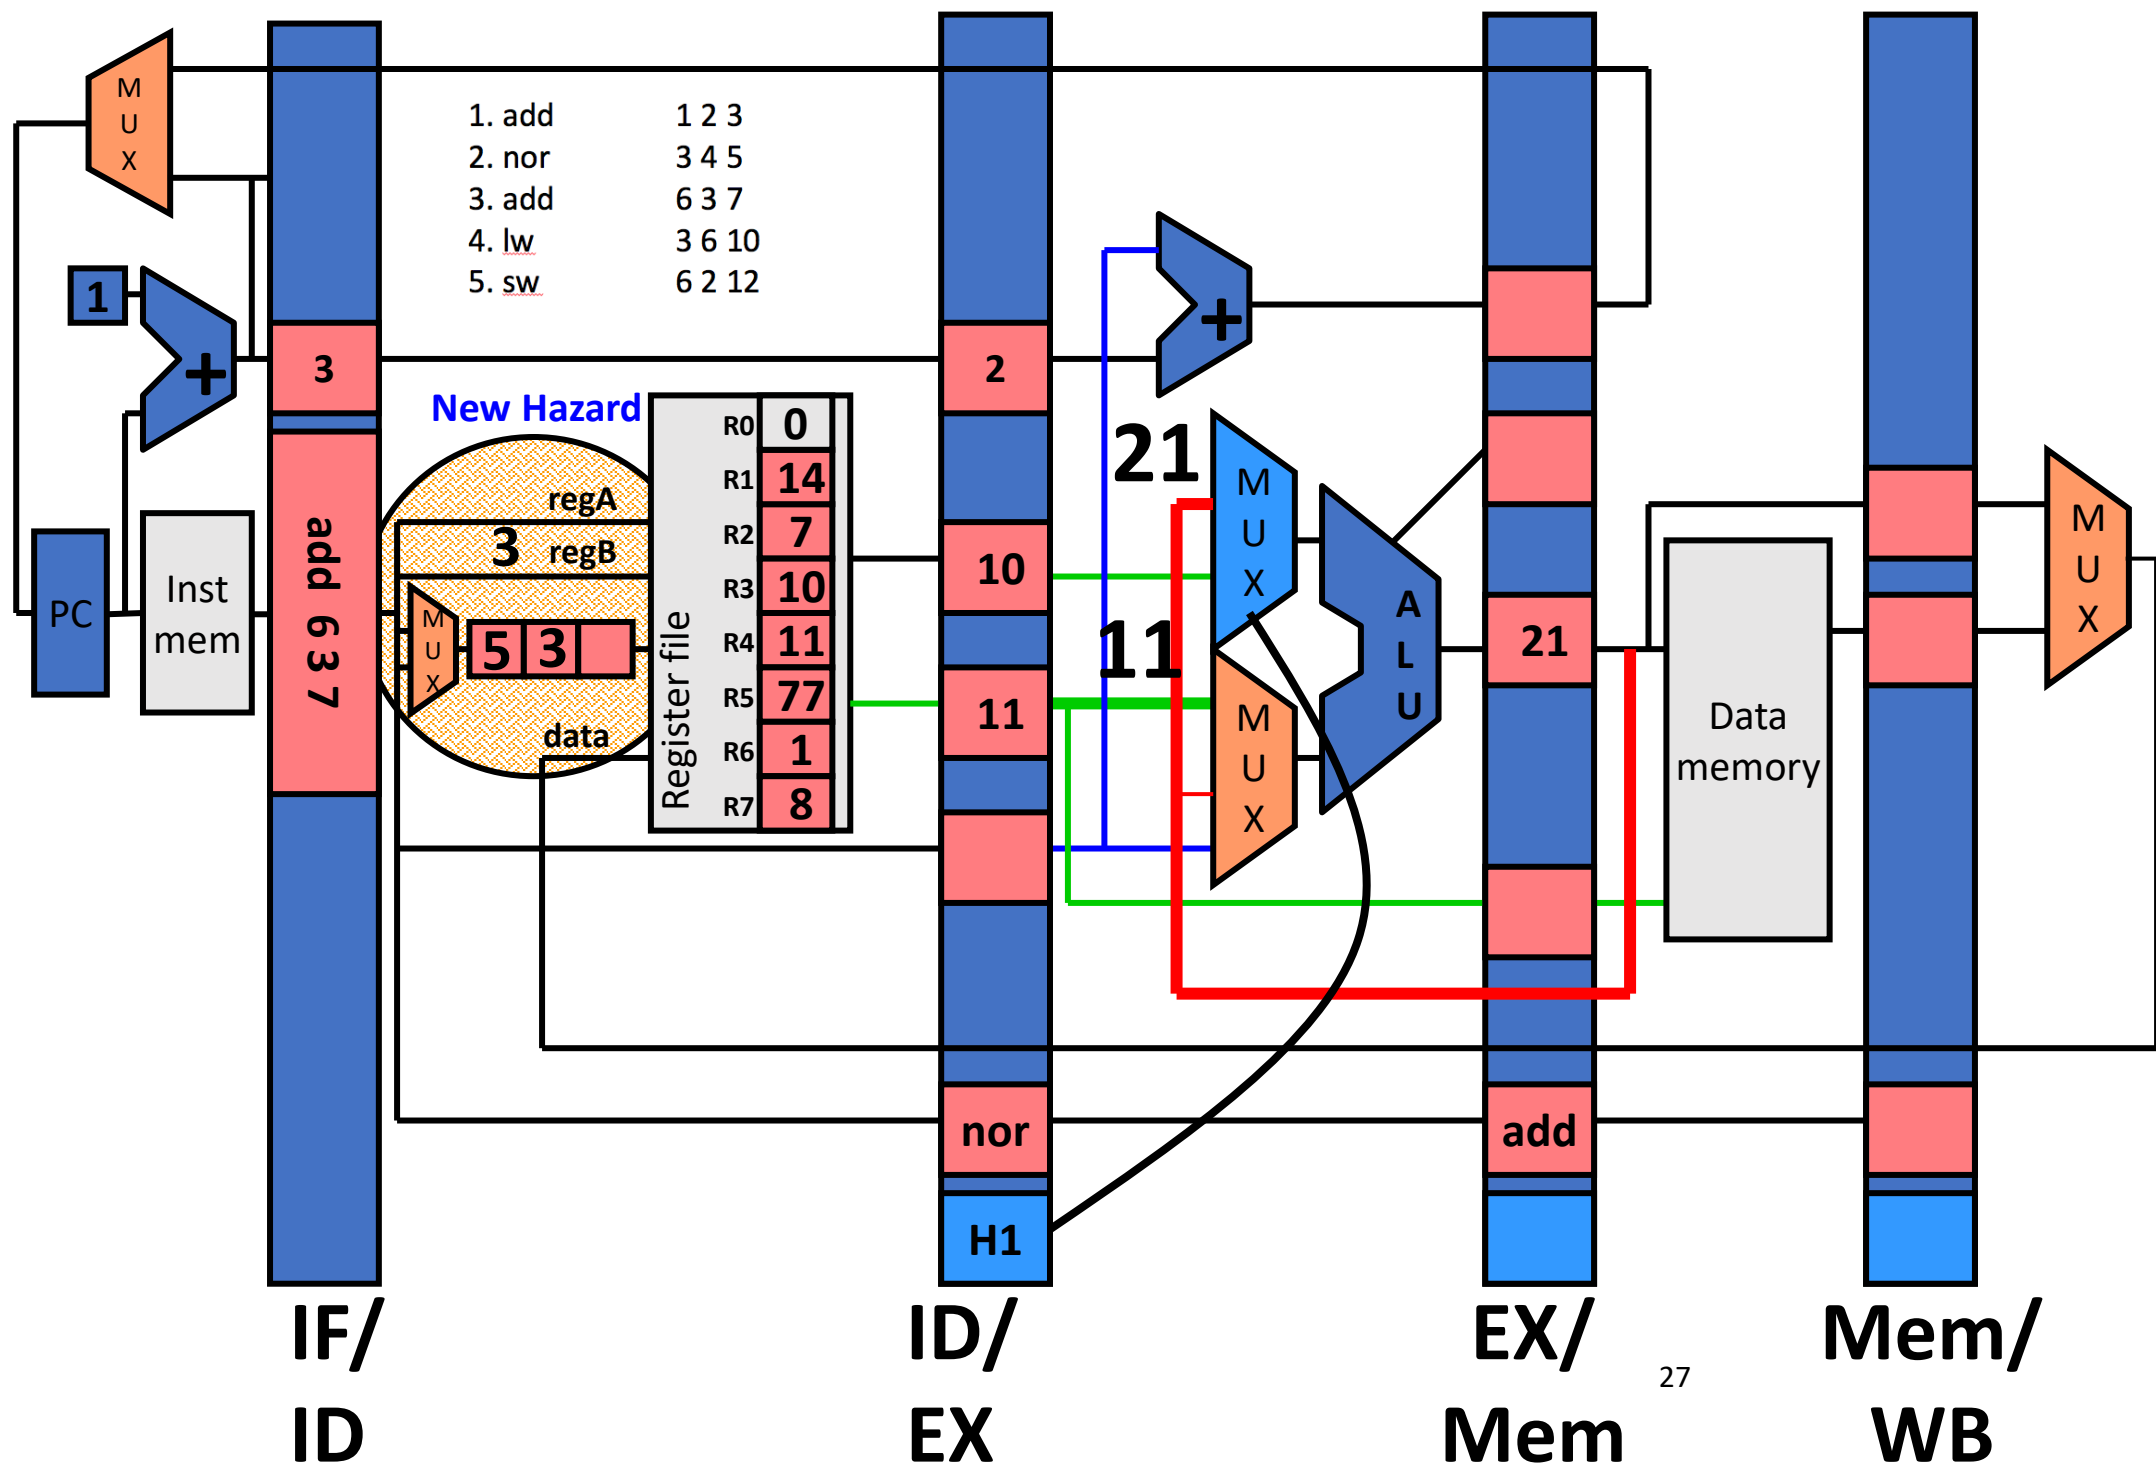 M
U
X
1. add 1 2 3
2. nor 3 4 5
3. add 6 3 7
4. lw 3 6 10
5. sw 6 2 12
1
+
3
2
+
New Hazard
R0 0
R1 14
R2 7
R3 10
R4 11
R5 77
R6 1
R7 8
Register file
regA
3 regB
M
U
X
5 3
data
PC
Inst
mem
add 6 3 7
10
11
21
11
M
U
X
M
U
X
A
L
U
21
Data
memory
M
U
X
nor
add
H1
IF/
ID
ID/
EX
EX/
Mem
27
Mem/
WB